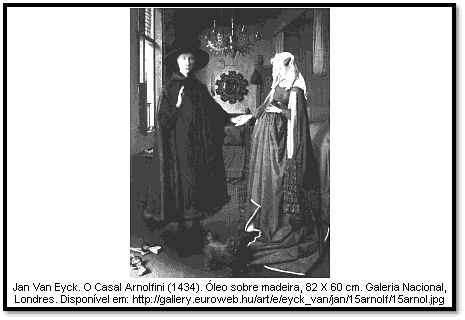 Jan Van Eyck. O Casal Arnolfini (1434). Óleo sobre madeira, 82 X 60 cm. Galeria Nacional,
Londres. Disponível em: http://gallery.euroweb.hu/art/e/eyck_van/jan/15arnolf/15arnol.jpg